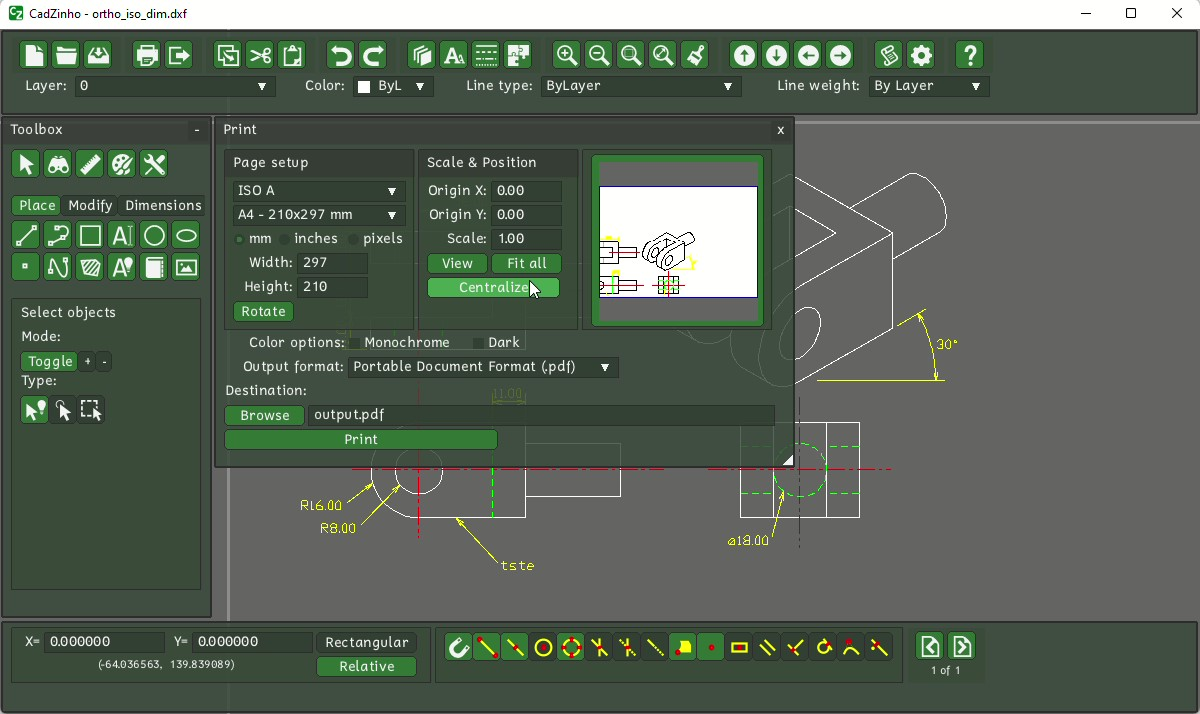 CadZinho - ortho_iso_dim.dxf
Layer: 0 Color: ByL Line type: ByLayer Line weight: By Layer
Toolbox -
Place Modify Dimensions
Select objects
Mode:
Toggle + -
Type:
Print x
Page setup
ISO A
A4 - 210x297 mm
mm inches pixels
Width: 297
Height: 210
Rotate
Scale & Position
Origin X: 0.00
Origin Y: 0.00
Scale: 1.00
View Fit all
Centralize
Color options: Monochrome Dark
Output format: Portable Document Format (.pdf)
Destination:
Browse output.pdf
Print
11.00
30°
R16.00
R8.00
tste
⌀18.00
X= 0.000000 Y= 0.000000 Rectangular
(-64.036563, 139.839089) Relative
1 of 1